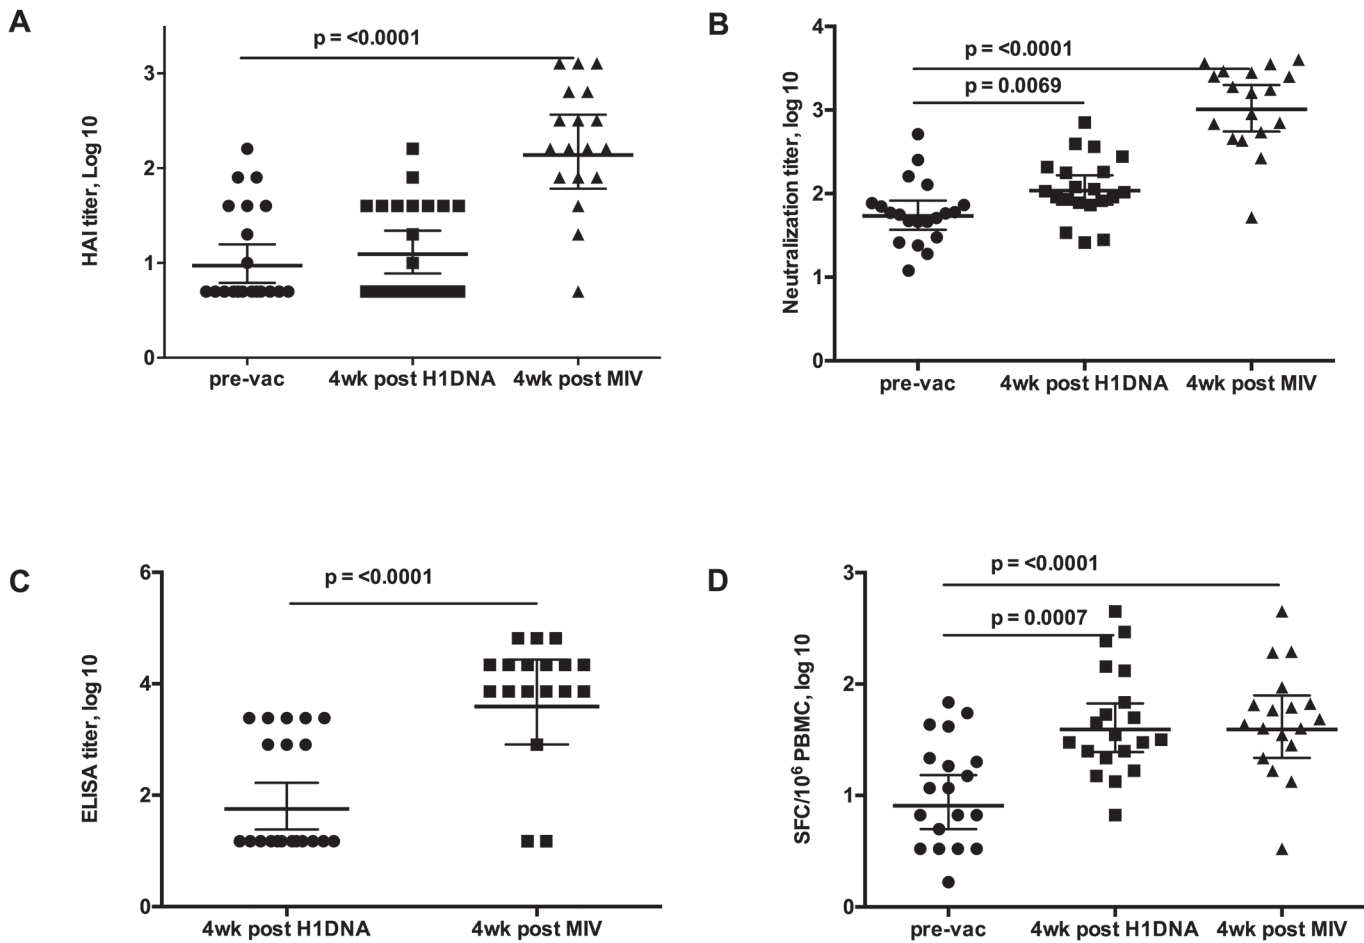 A
p = <0.0001
HAI titer, Log 10
3
2
1
0
pre-vac 4wk post H1DNA 4wk post MIV
B
p = <0.0001
p = 0.0069
Neutralization titer, log 10
4
3
2
1
0
pre-vac 4wk post H1DNA 4wk post MIV
C
p = <0.0001
ELISA titer, log 10
6
4
2
0
4wk post H1DNA 4wk post MIV
D
p = <0.0001
p = 0.0007
SFC/10⁶ PBMC, log 10
3
2
1
0
pre-vac 4wk post H1DNA 4wk post MIV